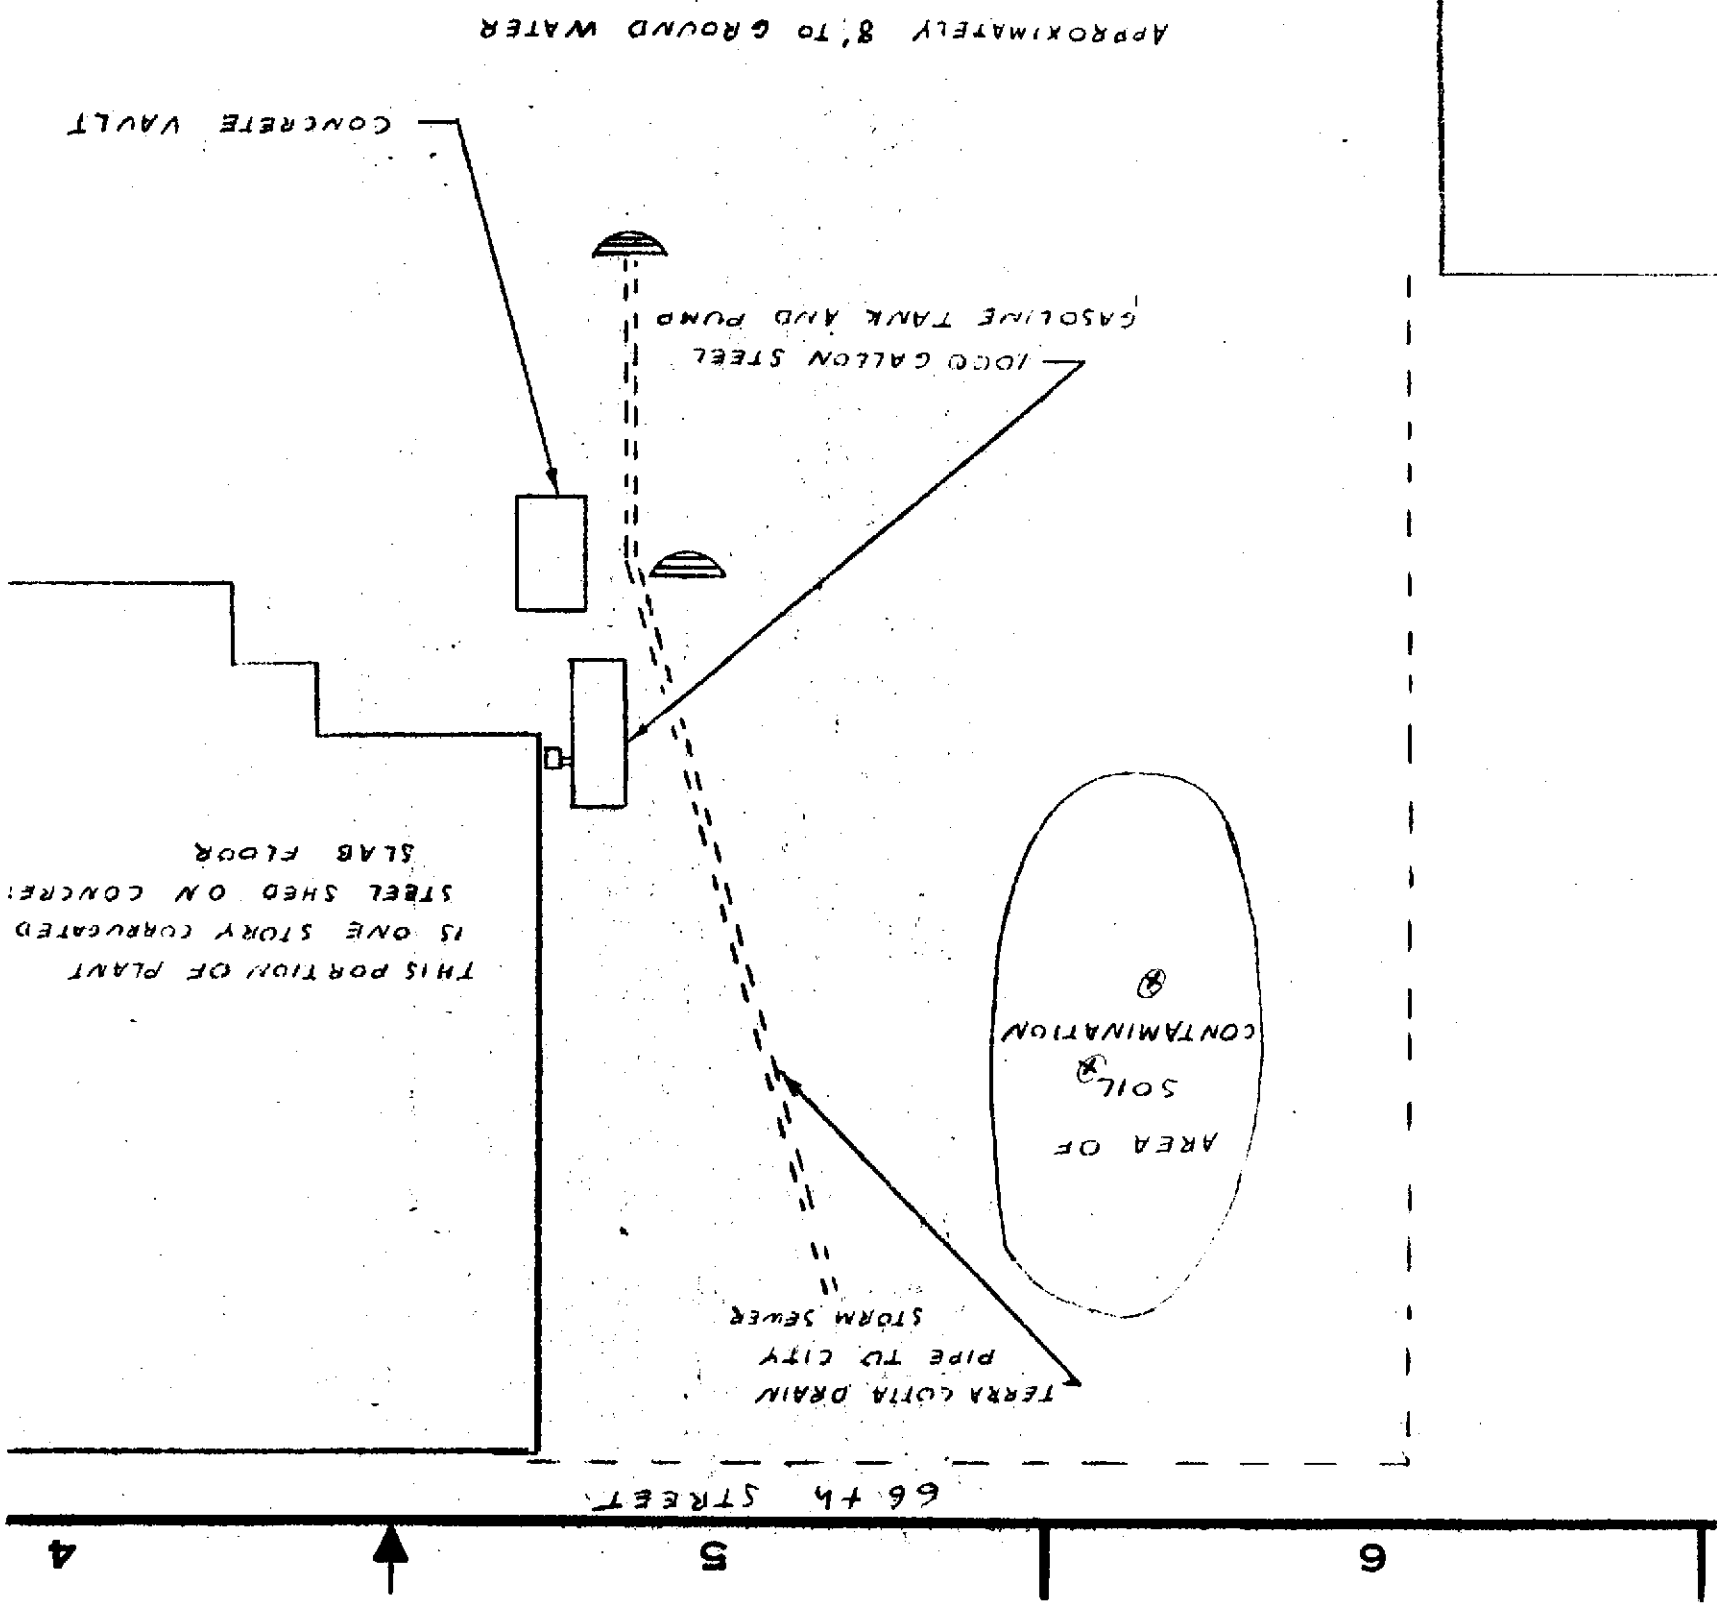 6
5
4
66th STREET
TERRA COTTA DRAIN
PIPE TO CITY
STORM SEWER
AREA OF
SOIL
CONTAMINATION
THIS PORTION OF PLANT
IS ONE STORY CORRUGATED
STEEL SHED ON CONCRE
SLAB FLOOR
1,000 GALLON STEEL
GASOLINE TANK AND PUMP
CONCRETE VAULT
APPROXIMATELY 8' TO GROUND WATER